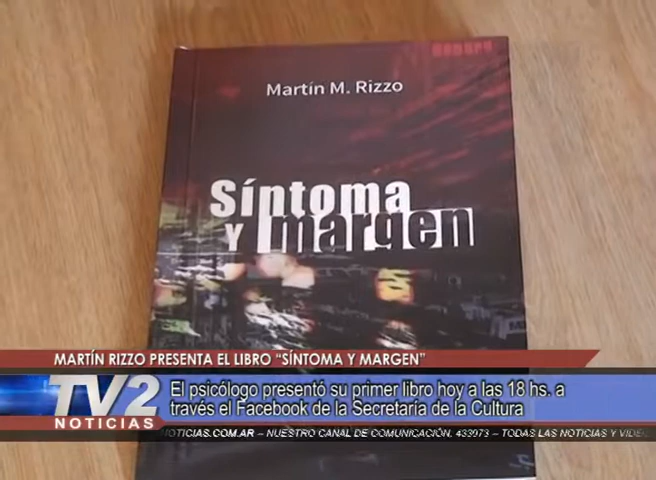 Martín M. Rizzo
Síntoma
Y margen
MARTÍN RIZZO PRESENTA EL LIBRO “SÍNTOMA Y MARGEN”
TV2
NOTICIAS
El psicólogo presentó su primer libro hoy a las 18 hs. a
través el Facebook de la Secretaría de la Cultura
NOTICIAS.COM.AR – NUESTRO CANAL DE COMUNICACIÓN. 433973 – TODAS LAS NOTICIAS Y VIDE